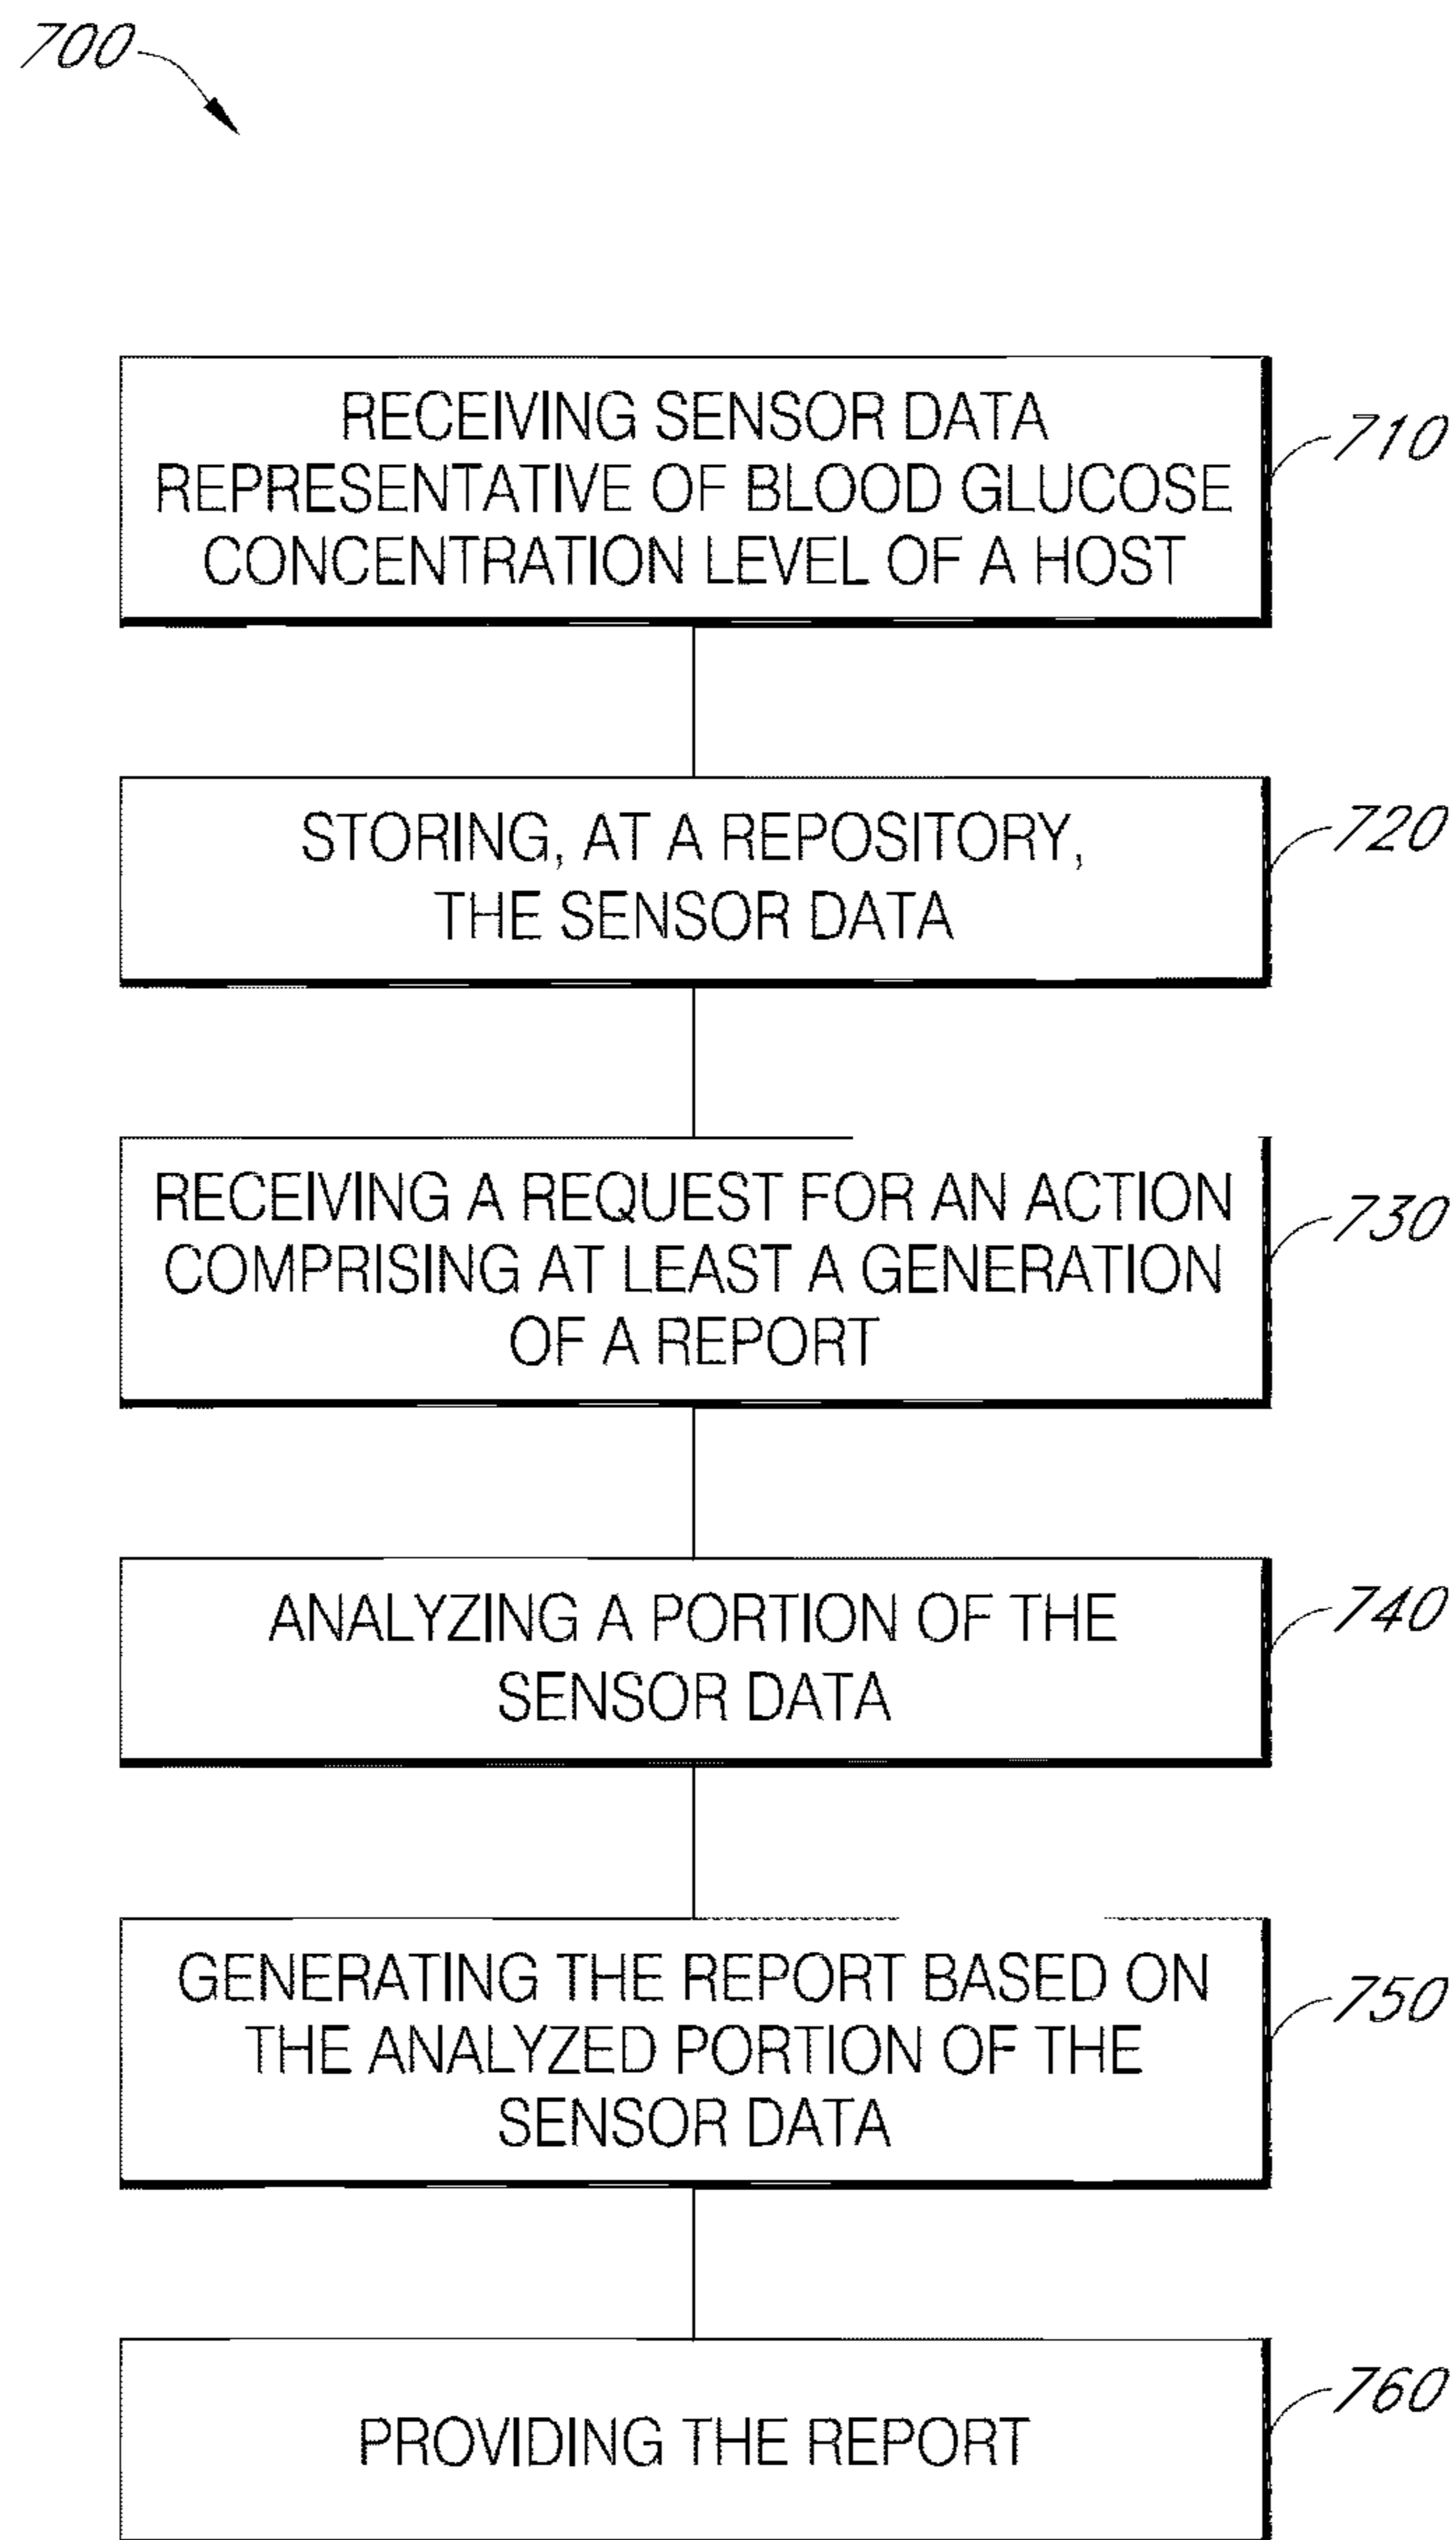 700
RECEIVING SENSOR DATA
REPRESENTATIVE OF BLOOD GLUCOSE
CONCENTRATION LEVEL OF A HOST
710
STORING, AT A REPOSITORY,
THE SENSOR DATA
720
RECEIVING A REQUEST FOR AN ACTION
COMPRISING AT LEAST A GENERATION
OF A REPORT
730
ANALYZING A PORTION OF THE
SENSOR DATA
740
GENERATING THE REPORT BASED ON
THE ANALYZED PORTION OF THE
SENSOR DATA
750
PROVIDING THE REPORT
760